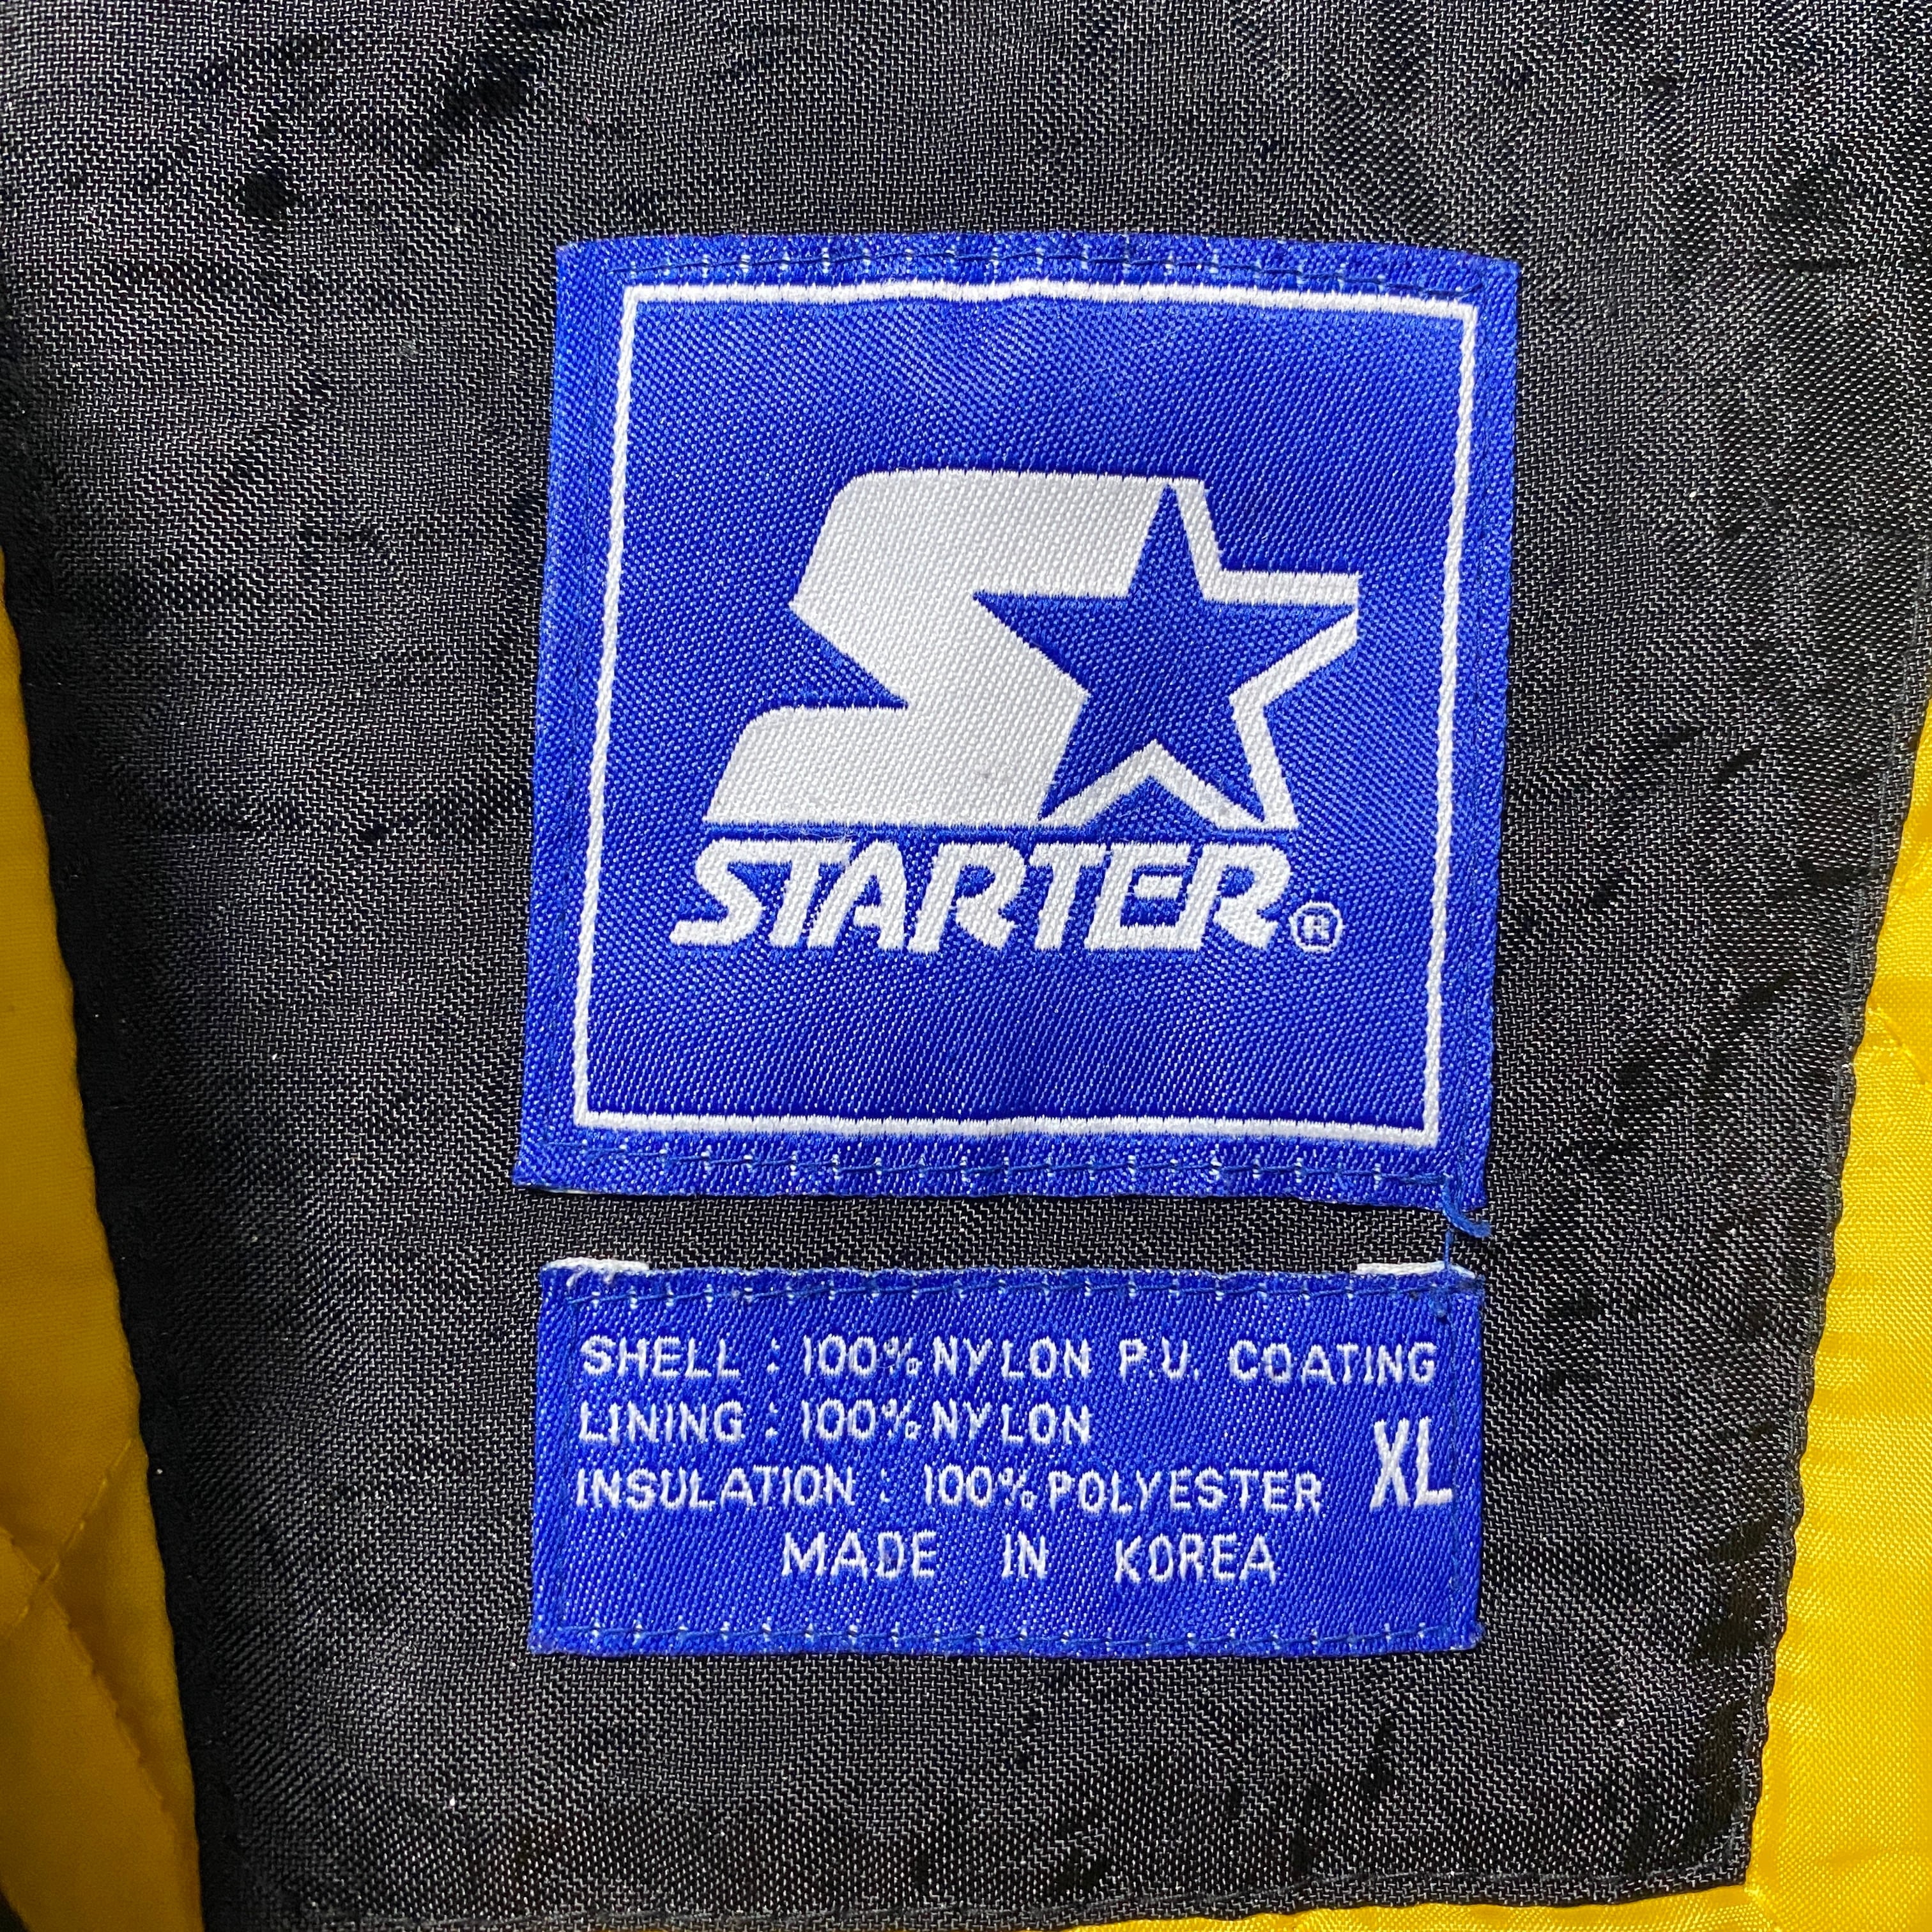 STARTER®
SHELL : 100% NYLON P.U. COATING
LINING : 100% NYLON
INSULATION : 100% POLYESTER XL
MADE IN KOREA